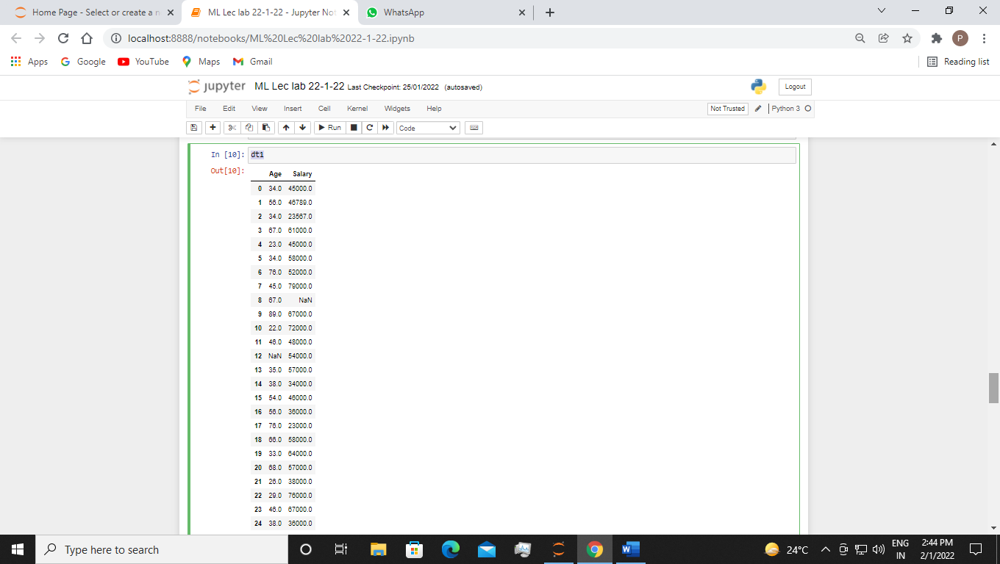 Home Page - Select or create a n
ML Lec lab 22-1-22 - Jupyter Not
WhatsApp
localhost:8888/notebooks/ML%20Lec%20lab%2022-1-22.ipynb
P
Apps Google YouTube Maps Gmail Reading list
jupyter ML Lec lab 22-1-22 Last Checkpoint: 25/01/2022 (autosaved) Logout
File Edit View Insert Cell Kernel Widgets Help Not Trusted Python 3
Run Code
In [10]: dt1
Out[10]:
Age Salary
0 34.0 45000.0
1 56.0 46789.0
2 34.0 23567.0
3 67.0 61000.0
4 23.0 45000.0
5 34.0 58000.0
6 76.0 52000.0
7 45.0 79000.0
8 67.0 NaN
9 89.0 67000.0
10 22.0 72000.0
11 46.0 48000.0
12 NaN 54000.0
13 35.0 57000.0
14 38.0 34000.0
15 54.0 46000.0
16 56.0 36000.0
17 76.0 23000.0
18 66.0 58000.0
19 33.0 64000.0
20 68.0 57000.0
21 26.0 38000.0
22 29.0 76000.0
23 46.0 67000.0
24 38.0 36000.0
Type here to search
W
24°C
ENG
IN
2:44 PM
2/1/2022